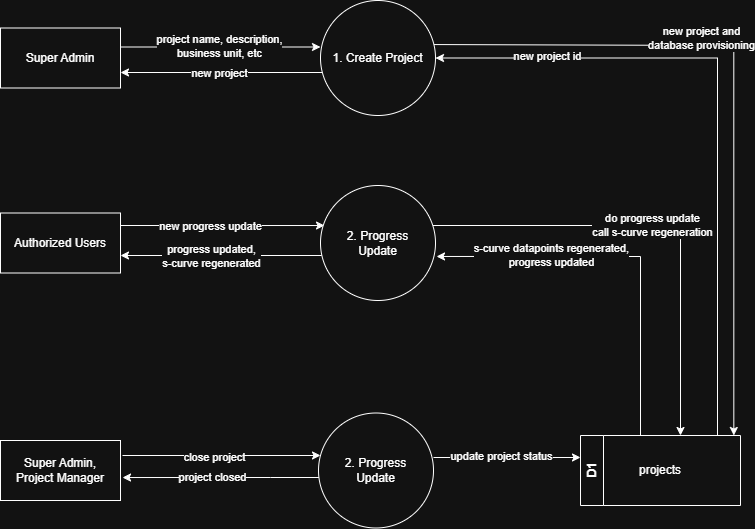 Super Admin
project name, description,
business unit, etc
new project
1. Create Project
new project and
database provisioning
new project id
Authorized Users
new progress update
progress updated,
s-curve regenerated
2. Progress
Update
do progress update
call s-curve regeneration
s-curve datapoints regenerated,
progress updated
Super Admin,
Project Manager
close project
project closed
2. Progress
Update
update project status
D1
projects